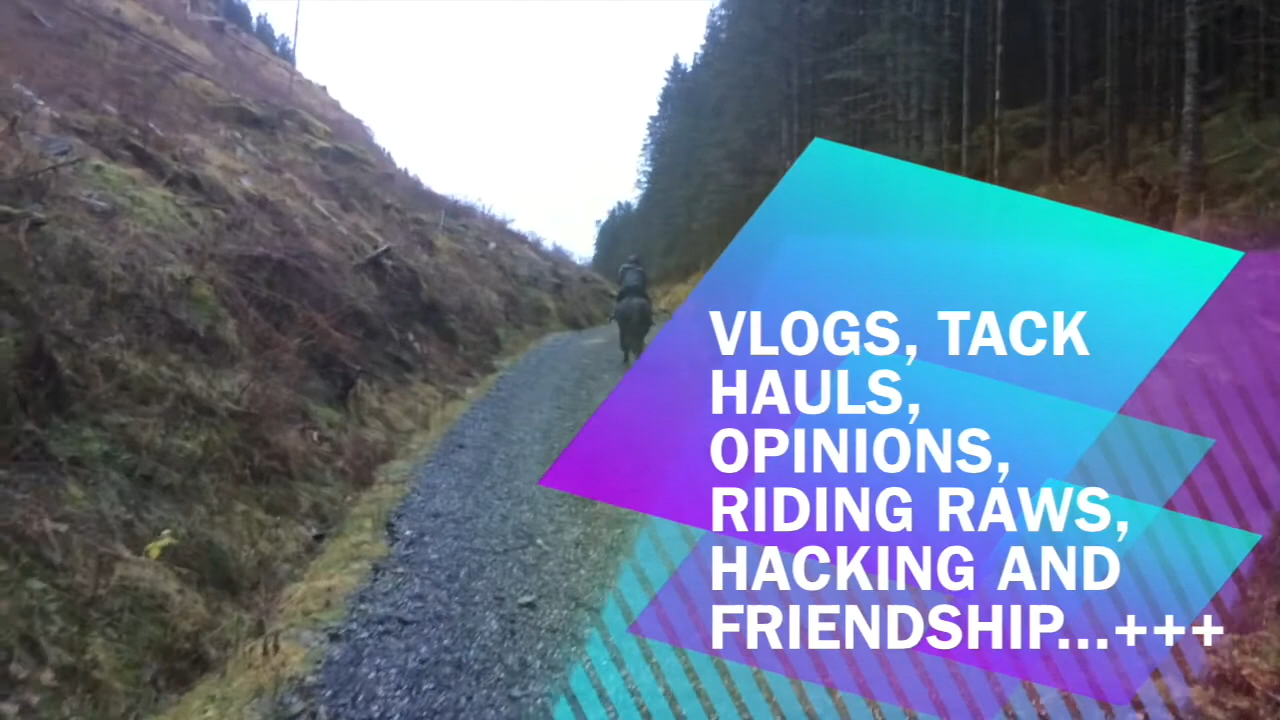 VLOGS, TACK
HAULS,
OPINIONS,
RIDING RAWS,
HACKING AND
FRIENDSHIP...+++